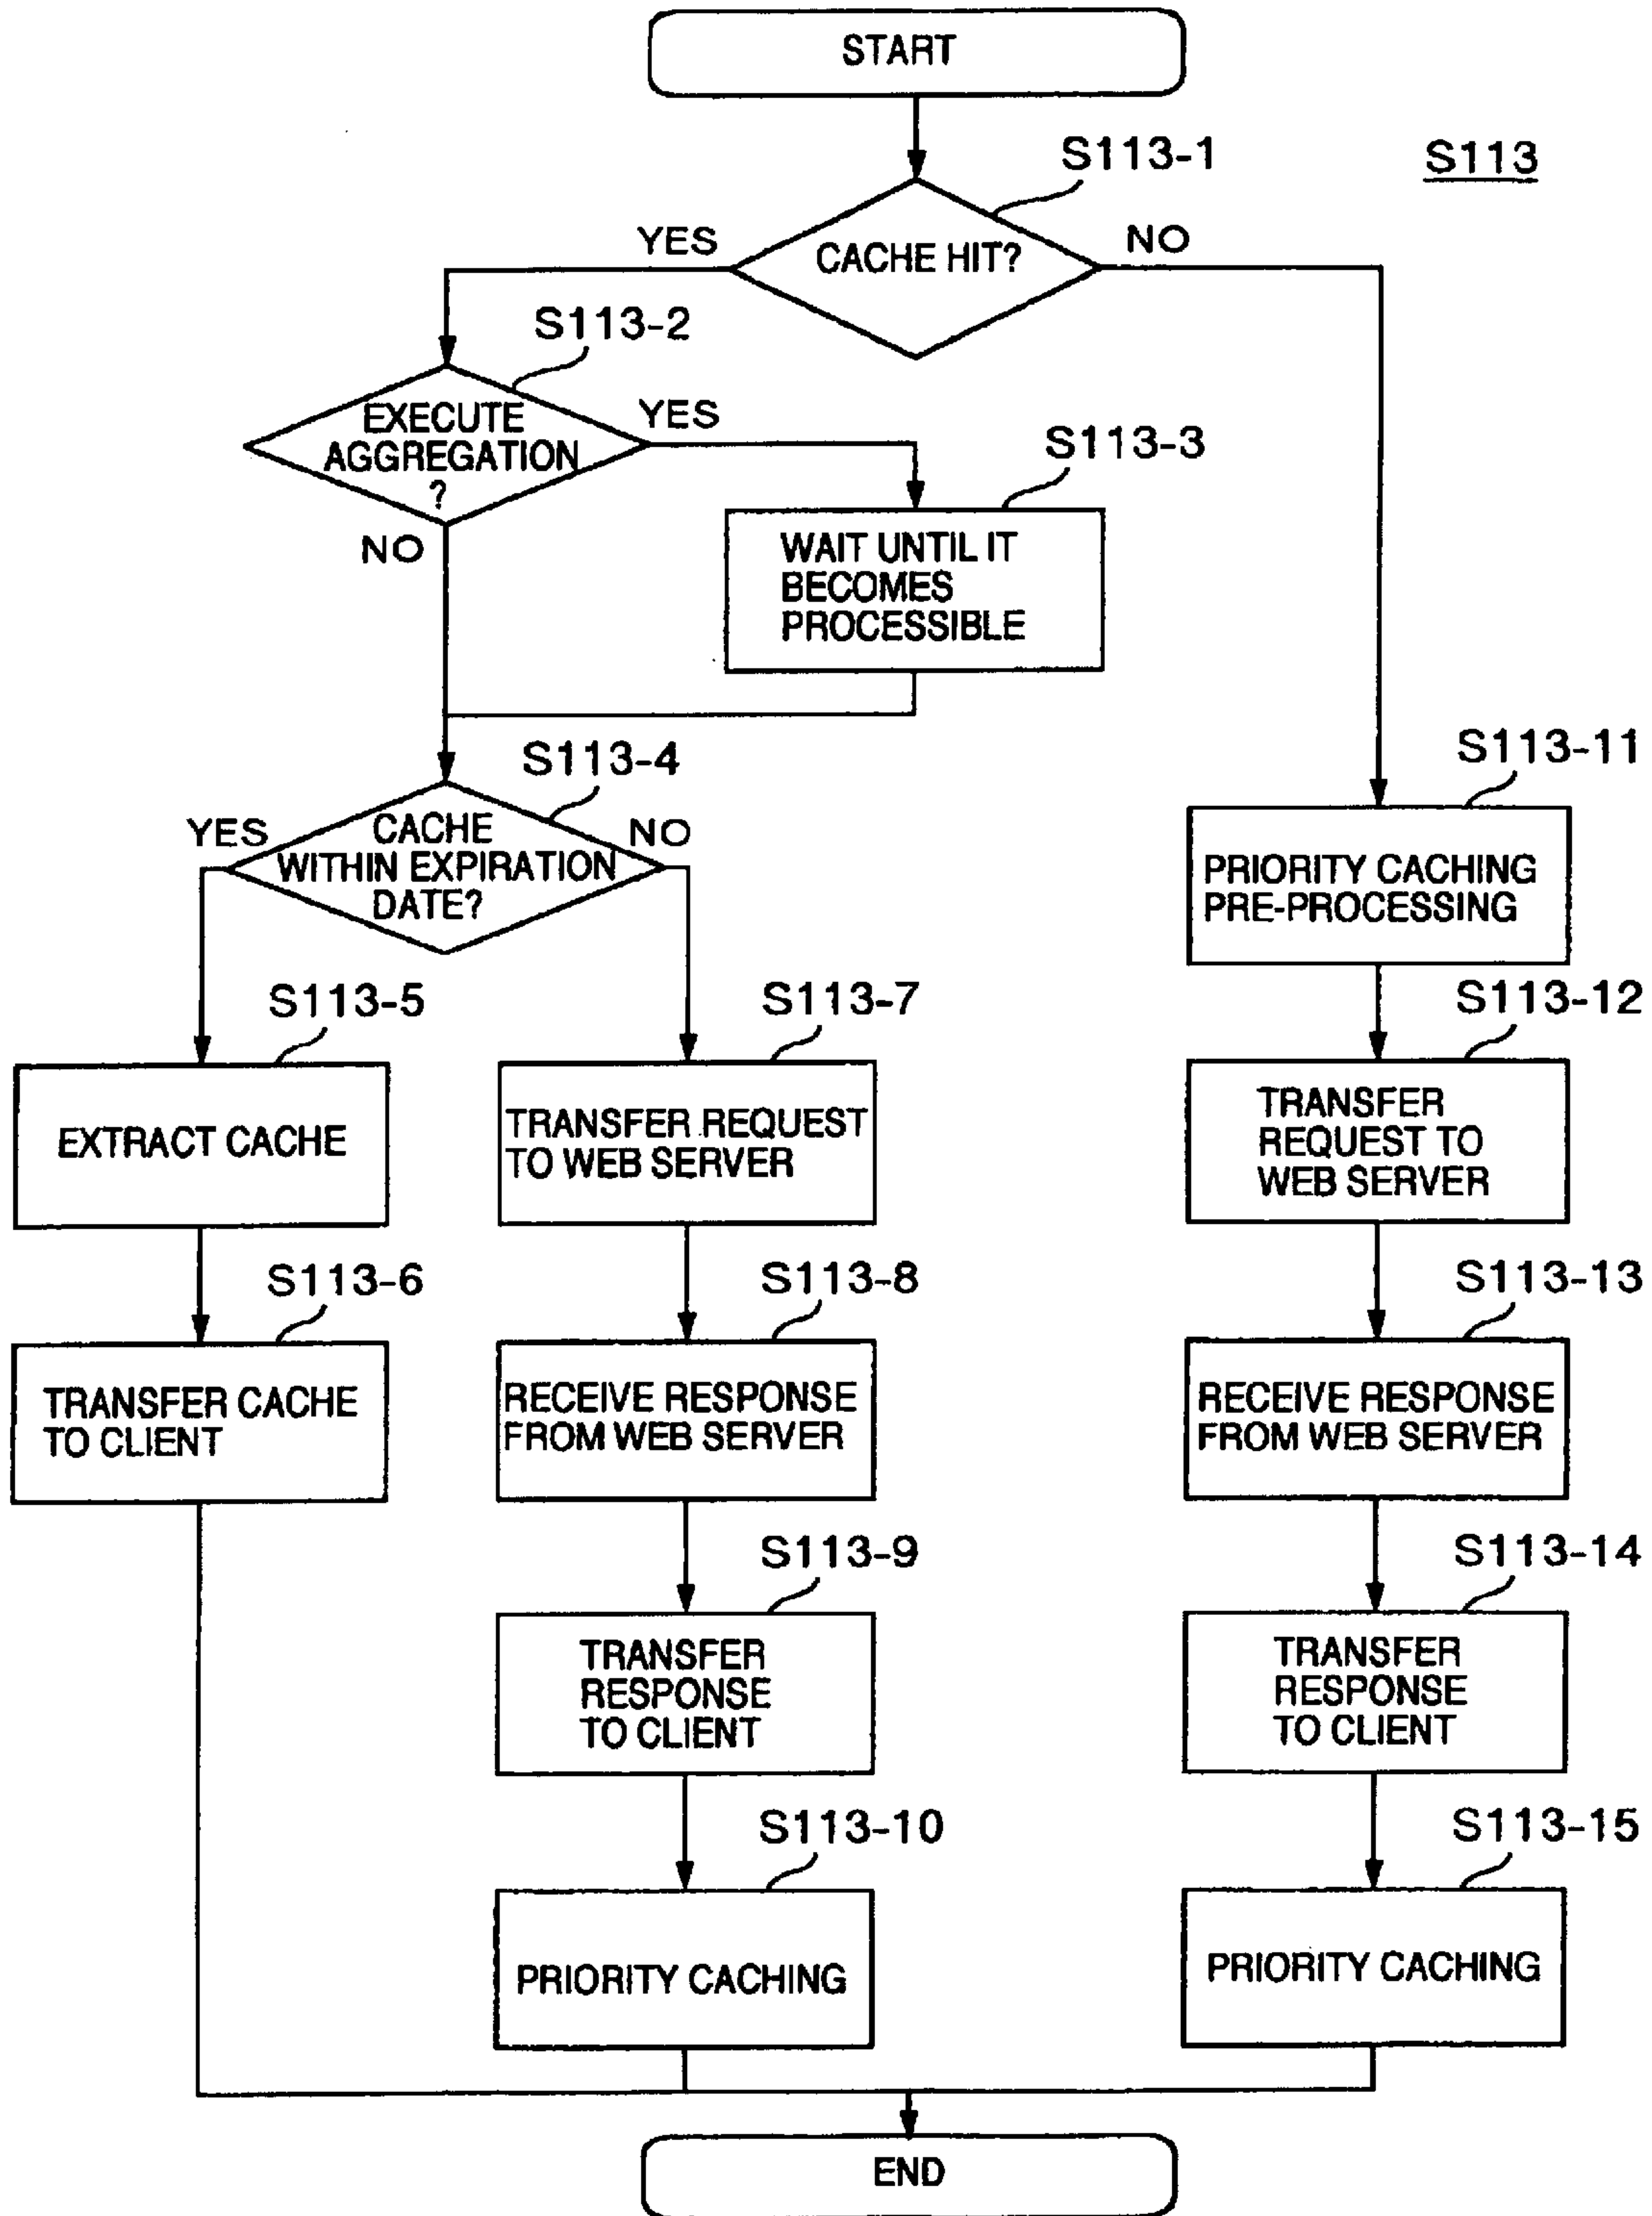 START
S113-1
S113
YES
CACHE HIT?
NO
S113-2
EXECUTE
AGGREGATION
?
YES
NO
S113-3
WAIT UNTIL IT
BECOMES
PROCESSIBLE
S113-4
YES
CACHE
WITHIN EXPIRATION
DATE?
NO
S113-11
PRIORITY CACHING
PRE-PROCESSING
S113-5
EXTRACT CACHE
S113-7
TRANSFER REQUEST
TO WEB SERVER
S113-12
TRANSFER
REQUEST TO
WEB SERVER
S113-6
TRANSFER CACHE
TO CLIENT
S113-8
RECEIVE RESPONSE
FROM WEB SERVER
S113-13
RECEIVE RESPONSE
FROM WEB SERVER
S113-9
TRANSFER
RESPONSE
TO CLIENT
S113-14
TRANSFER
RESPONSE
TO CLIENT
S113-10
PRIORITY CACHING
S113-15
PRIORITY CACHING
END